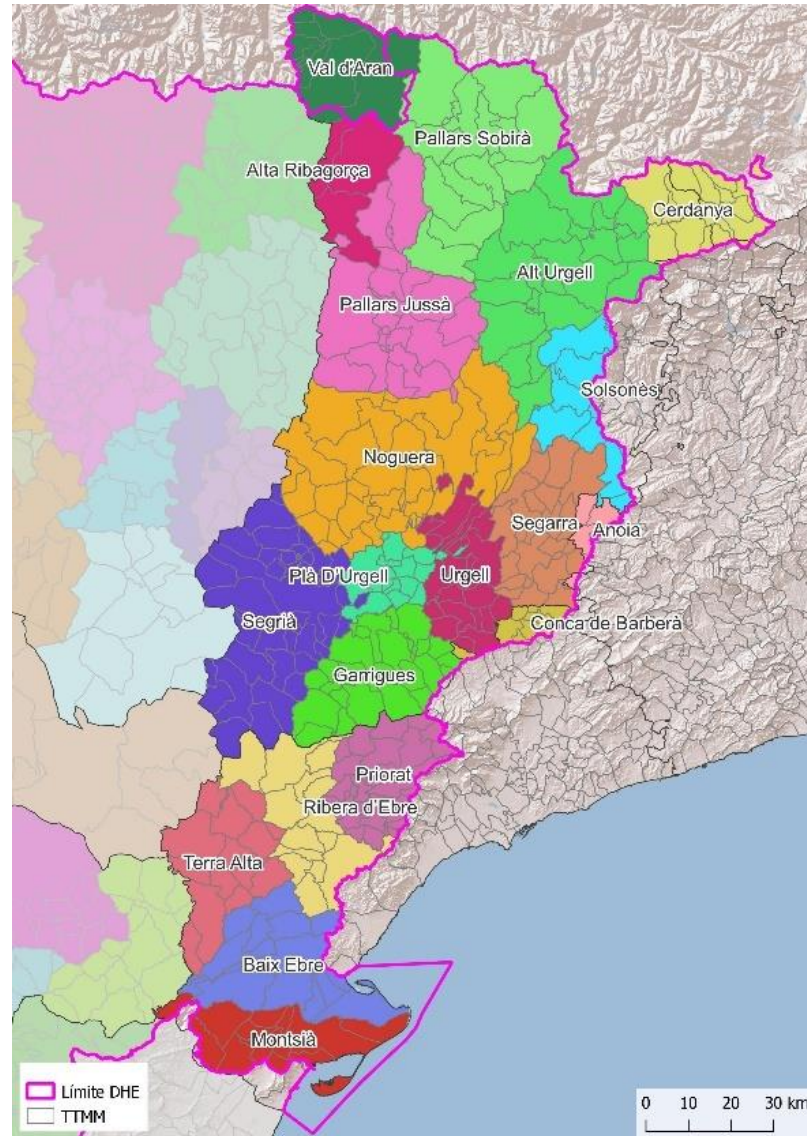 Val d'Aran
Pallars Sobirà
Alta Ribagorça
Cerdanya
Alt Urgell
Pallars Jussà
Solsonès
Noguera
Segarra
Anoia
Plà D'Urgell
Urgell
Segrià
Conca de Barberà
Garrigues
Priorat
Ribera d'Ebre
Terra Alta
Baix Ebre
Montsià
Límite DHE
TTMM
0 10 20 30 km